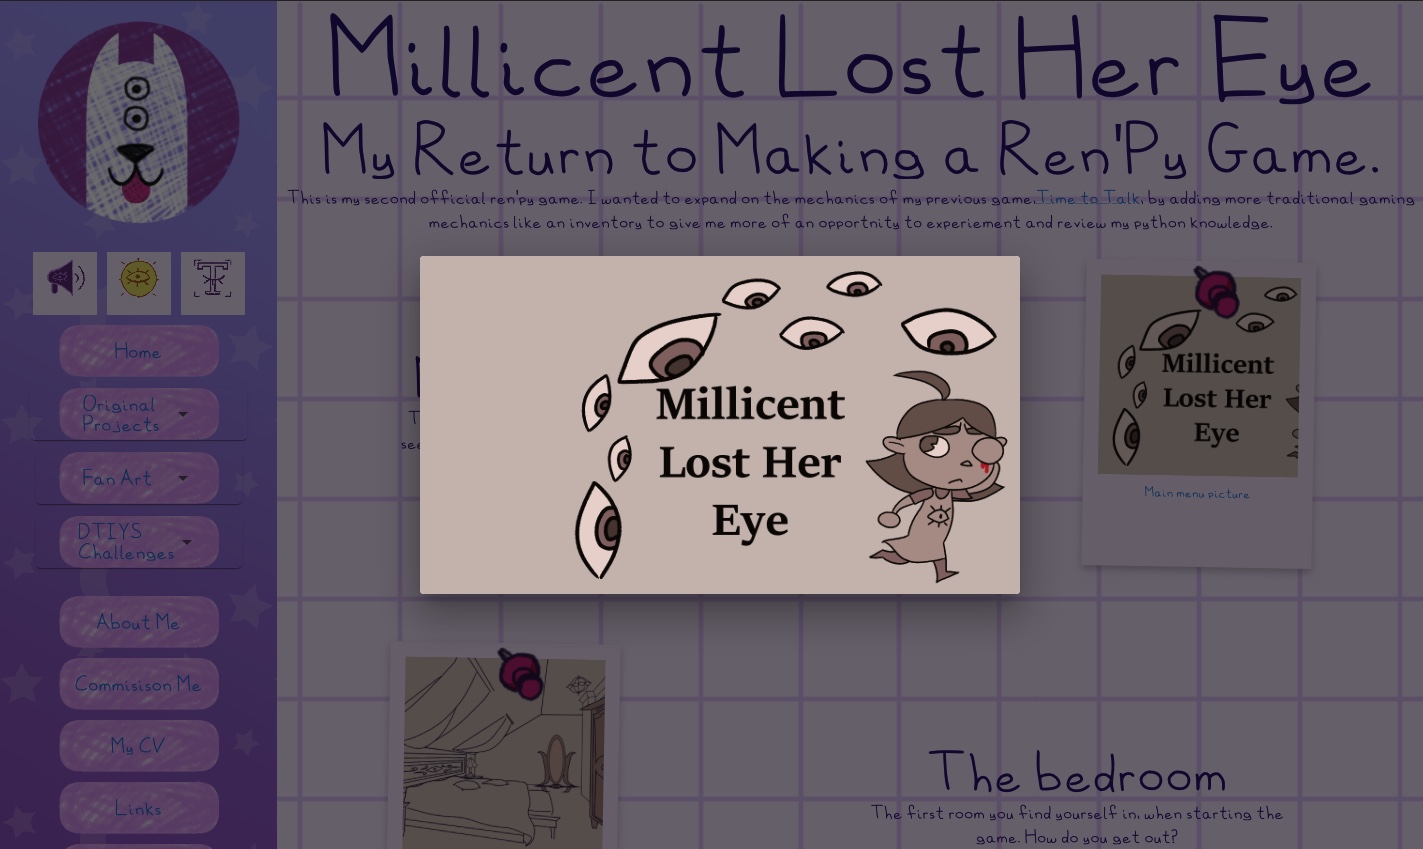 Millicent Lost Her Eye
My Return to Making a Ren'Py Game.
This is my second official ren'py game. I wanted to expand on the mechanics of my previous game, Time to Talk, by adding more traditional gaming
mechanics like an inventory to give me more of an opportnity to experiement and review my python knowledge.
Home
Original
Projects
Fan Art
DTIYS
Challenges
About Me
Commisison Me
My CV
Links
Millicent
Lost Her
Eye
Millicent
Lost Her
Eye
Main menu picture
The bedroom
The first room you find yourself in, when starting the
game. How do you get out?